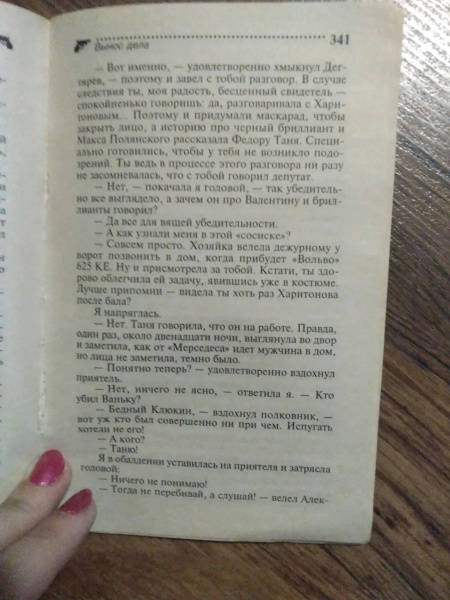 Вынос дела
341
— Вот именно, — удовлетворенно хмыкнул Дег-
тярев, — поэтому и завел с тобой разговор. В случае
следствия ты, моя радость, бесценный свидетель —
спокойненько говоришь: да, разговаривала с Хари-
тоновым... Поэтому и придумали маскарад, чтобы
закрыть лицо, а историю про черный бриллиант и
Макса Полянского рассказала Федору Таня. Специ-
ально готовились, чтобы у тебя не возникло подо-
зрений. Ты ведь в процессе этого разговора ни разу
не засомневалась, что с тобой говорил депутат.
— Нет, — покачала я головой, — так убедитель-
но все выглядело, а зачем он про Валентину и брил-
лианты говорил?
— Да все для вящей убедительности.
— А как узнали меня в этой «сосиске»?
— Совсем просто. Хозяйка велела дежурному у
ворот позвонить в дом, когда прибудет «Вольво»
625 КЕ. Ну и присмотрела за тобой. Кстати, ты здо-
рово облегчила ей задачу, явившись уже в костюме.
Лучше припомни — видела ты хоть раз Харитонова
после бала?
Я напряглась.
— Нет. Таня говорила, что он на работе. Правда,
один раз, около двенадцати ночи, выглянула во двор
и заметила, как от «Мерседеса» идет мужчина в дом,
но лица не заметила, темно было.
— Понятно теперь? — удовлетворенно вздохнул
приятель.
— Нет, ничего не ясно, — ответила я. — Кто
убил Ваньку?
— Бедный Клюкин, — вздохнул полковник, —
вот уж кто был совершенно ни при чем. Испугать
хотели не его!
— А кого?
— Таню!
Я в обалдении уставилась на приятеля и затрясла
головой:
— Ничего не понимаю!
— Тогда не перебивай, а слушай! — велел Алек-